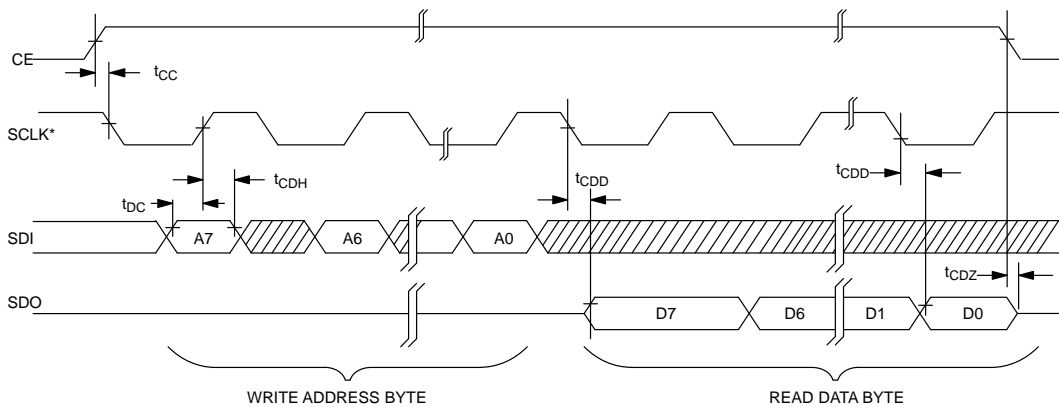 CE
tCC
SCLK*
tCDH
tCDD
tCDD
tDC
SDI
A7
A6
A0
tCDZ
SDO
D7
D6
D1
D0
WRITE ADDRESS BYTE
READ DATA BYTE